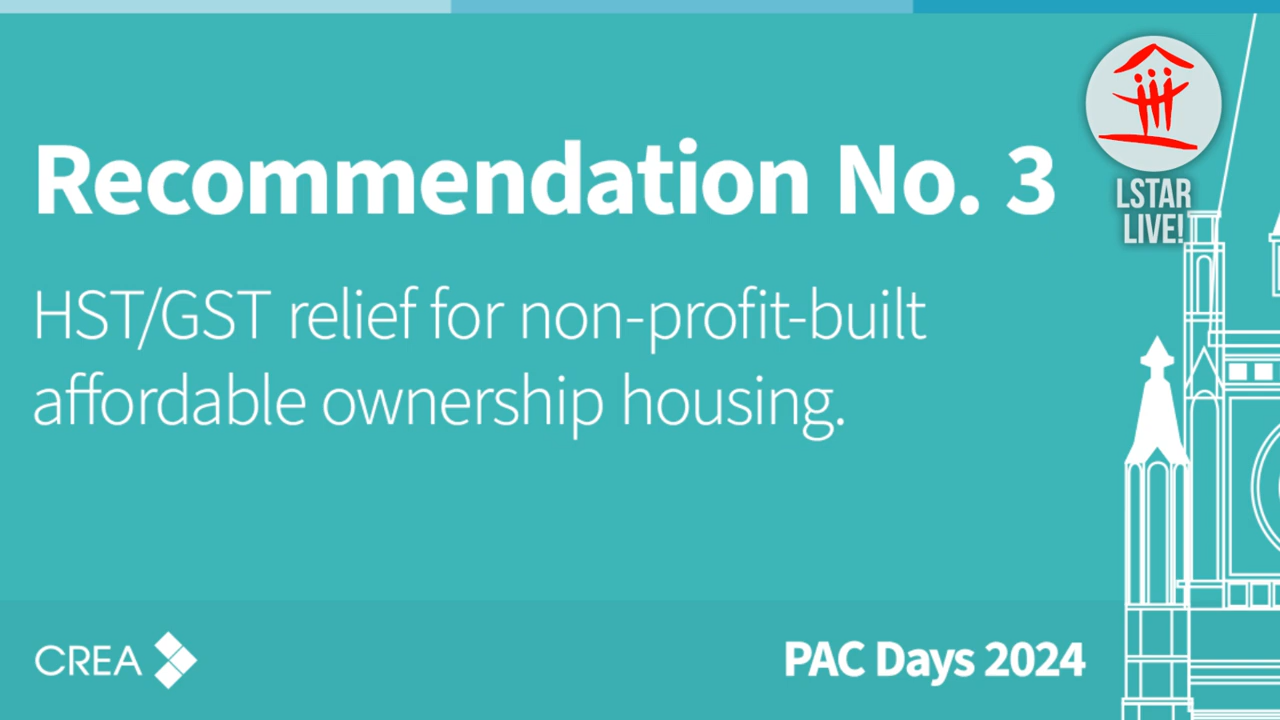 Recommendation No. 3
HST/GST relief for non-profit-built
affordable ownership housing.
LSTAR
LIVE!
CREA
PAC Days 2024